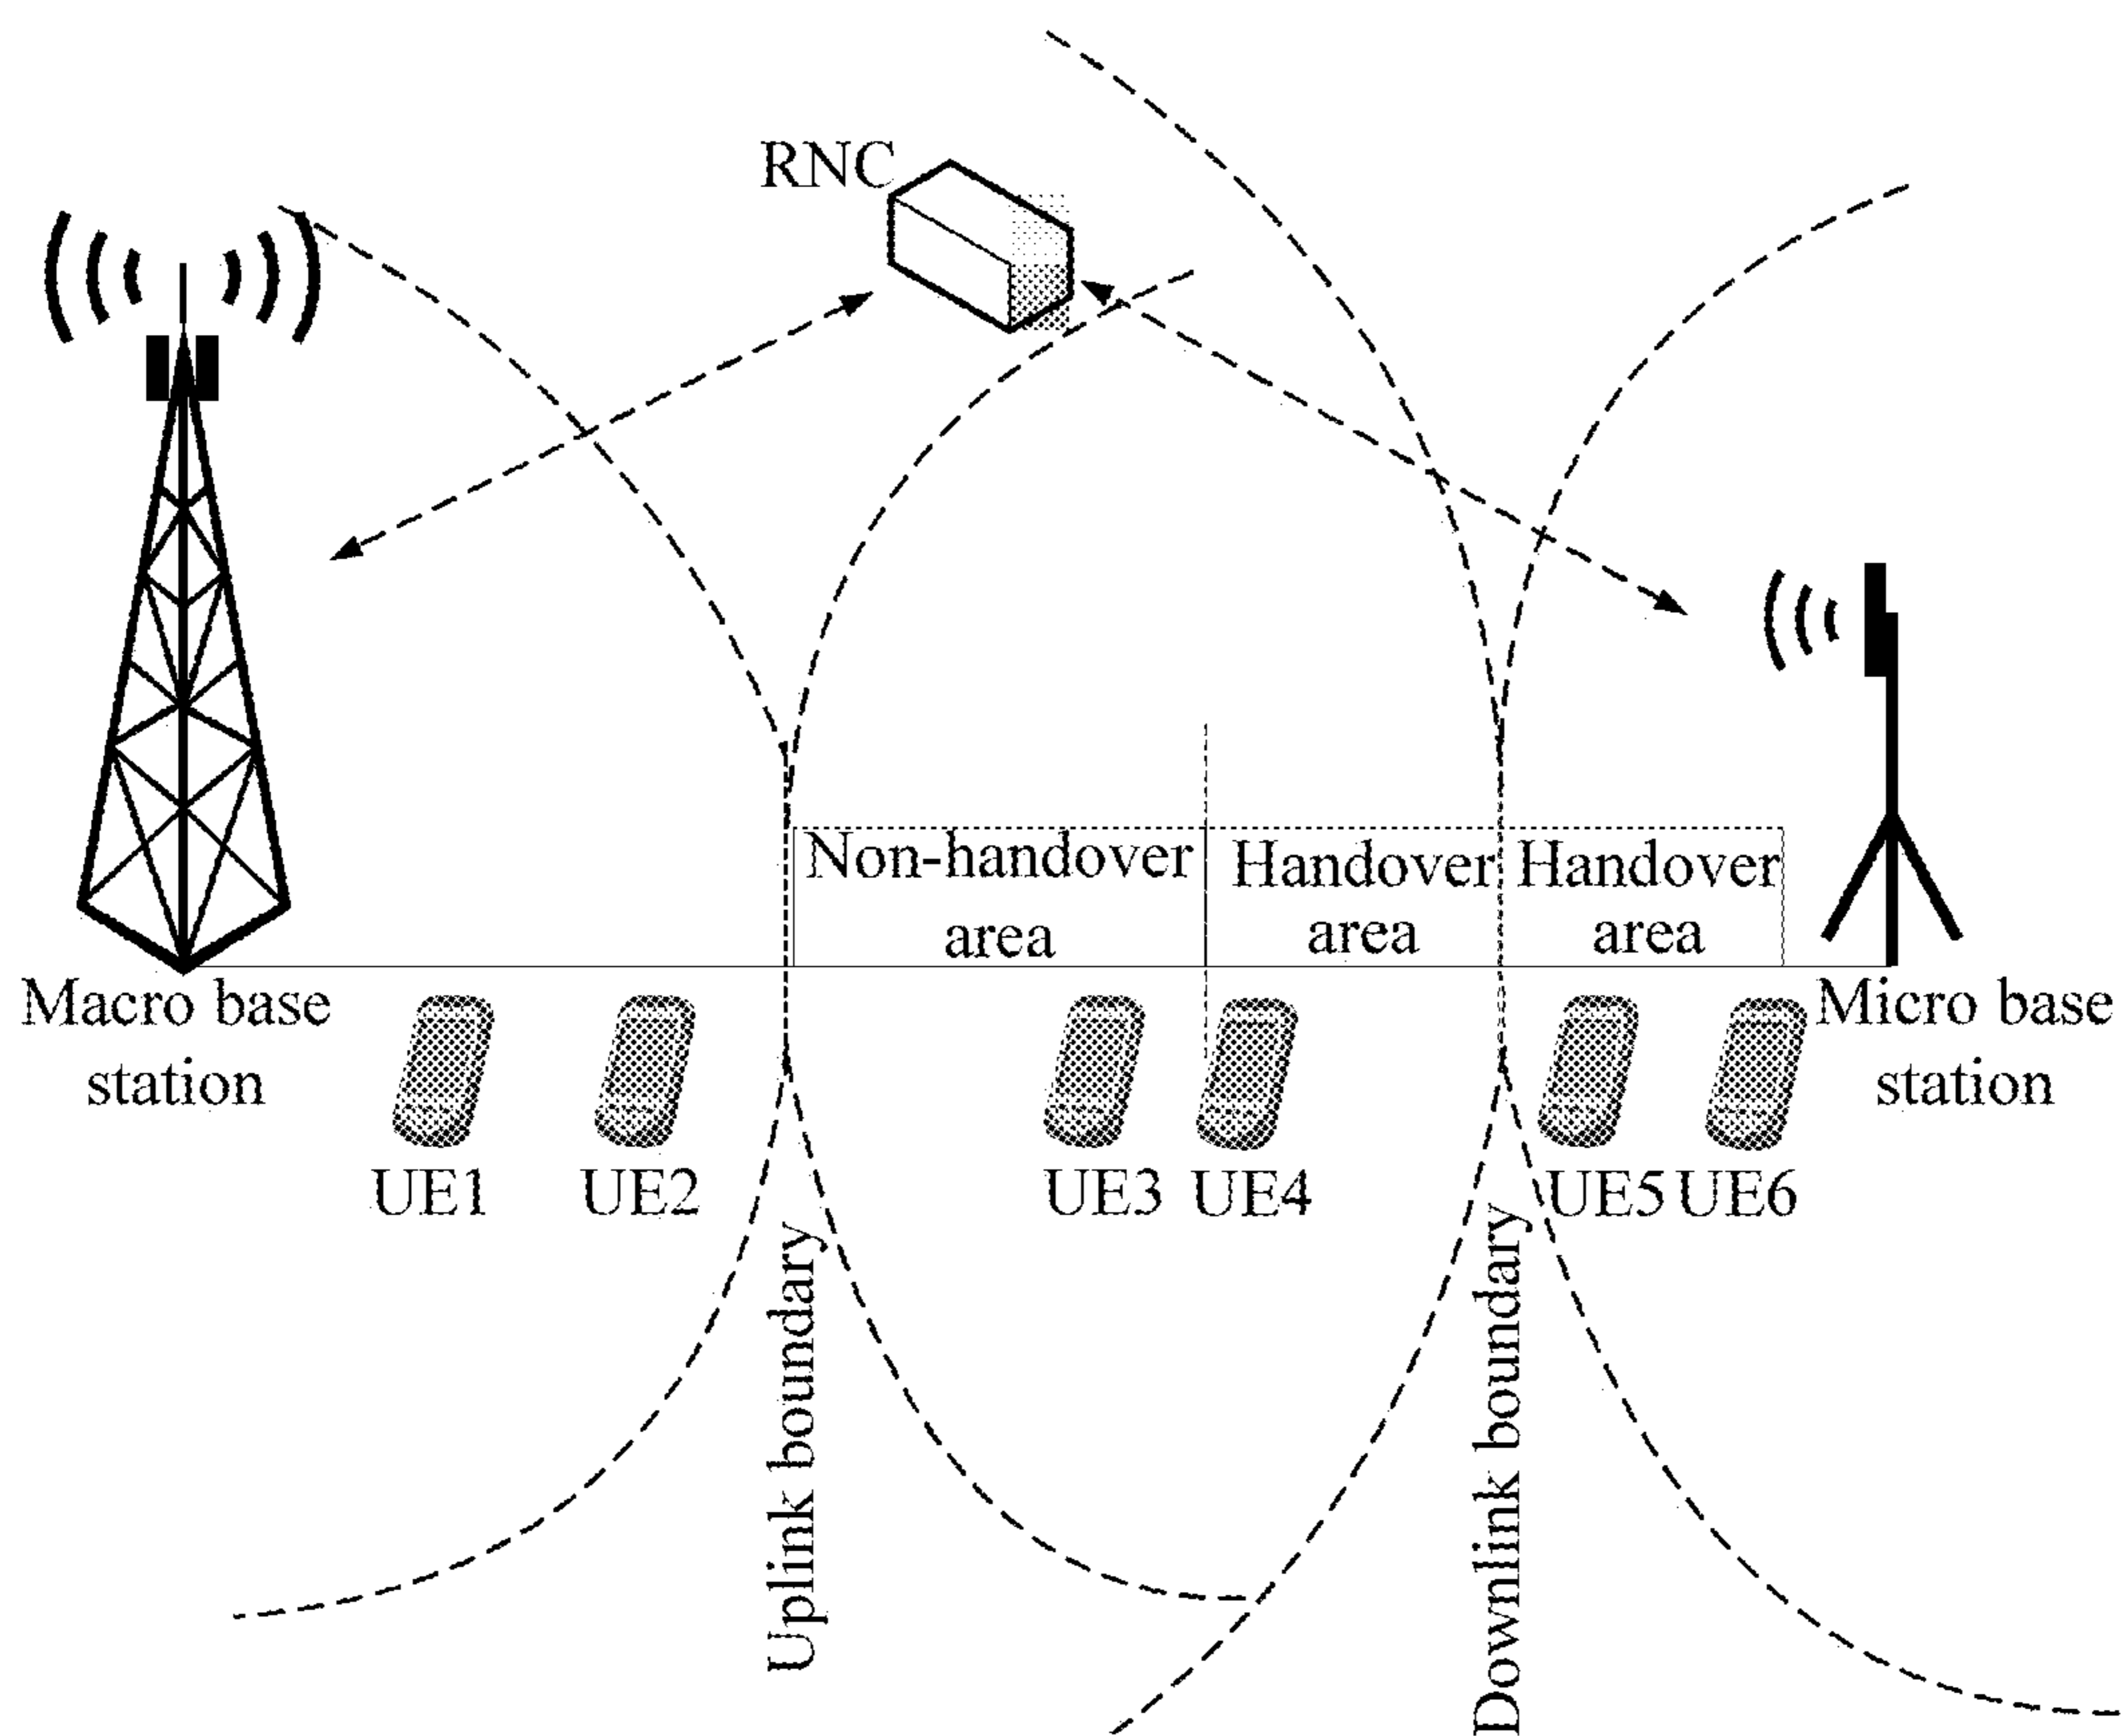 RNC
Non-handover
area
Handover
area
Handover
area
Macro base
station
Micro base
station
UE1
UE2
UE3
UE4
UE5
UE6
Uplink boundary
Downlink boundary